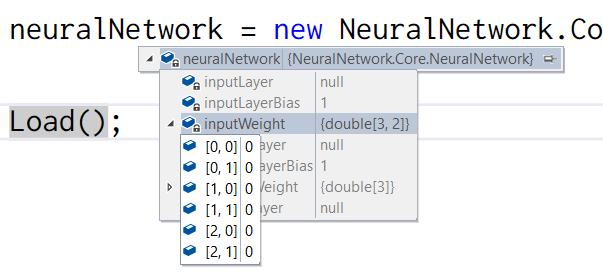 neuralNetwork = new NeuralNetwork.Co
neuralNetwork {NeuralNetwork.Core.NeuralNetwork}
inputLayer null
inputLayerBias 1
Load();
inputWeight {double[3, 2]}
[0, 0] 0 Layer null
[0, 1] 0 LayerBias 1
[1, 0] 0 Weight {double[3]}
[1, 1] 0 ayer null
[2, 0] 0
[2, 1] 0